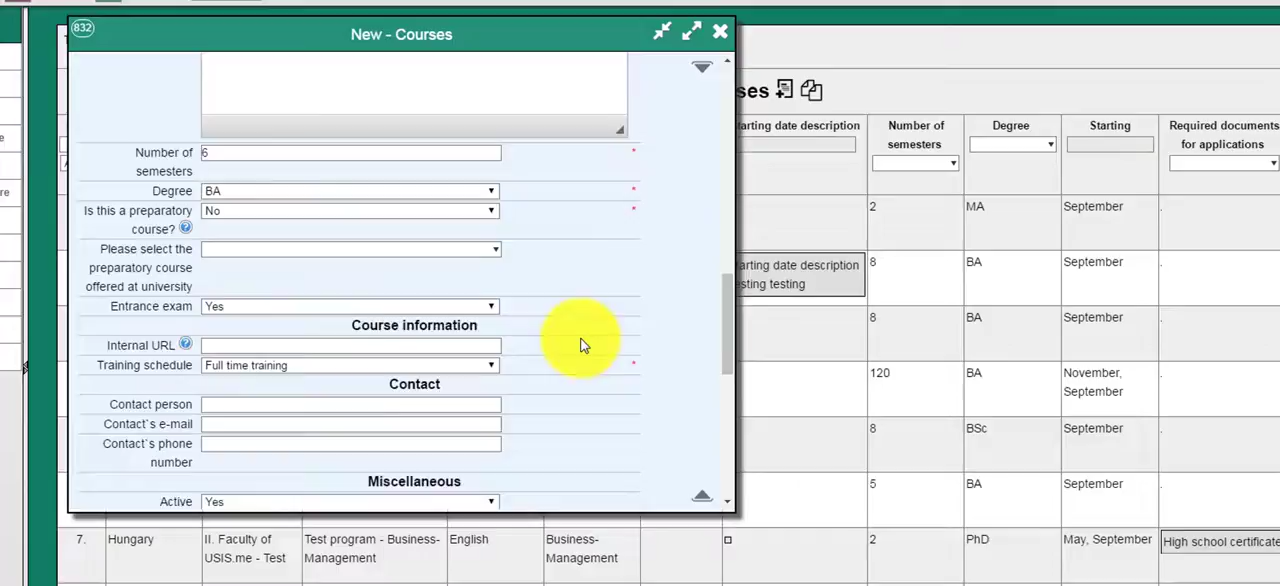 832
New - Courses
Number of
semesters
6
*
Degree
BA
*
Is this a preparatory
course?
No
*
Please select the
preparatory course
offered at university
Entrance exam
Yes
Course information
Internal URL
Training schedule
Full time training
*
Contact
Contact person
Contact`s e-mail
Contact`s phone
number
Miscellaneous
Active
Yes
ses
arting date description
Number of
semesters
Degree
Starting
Required documents
for applications
2
MA
September
.
arting date description
esting testing
8
BA
September
.
8
BA
September
.
120
BA
November,
September
.
8
BSc
September
.
5
BA
September
.
7.
Hungary
II. Faculty of
USIS.me - Test
Test program - Business-
Management
English
Business-
Management
2
PhD
May, September
High school certificate